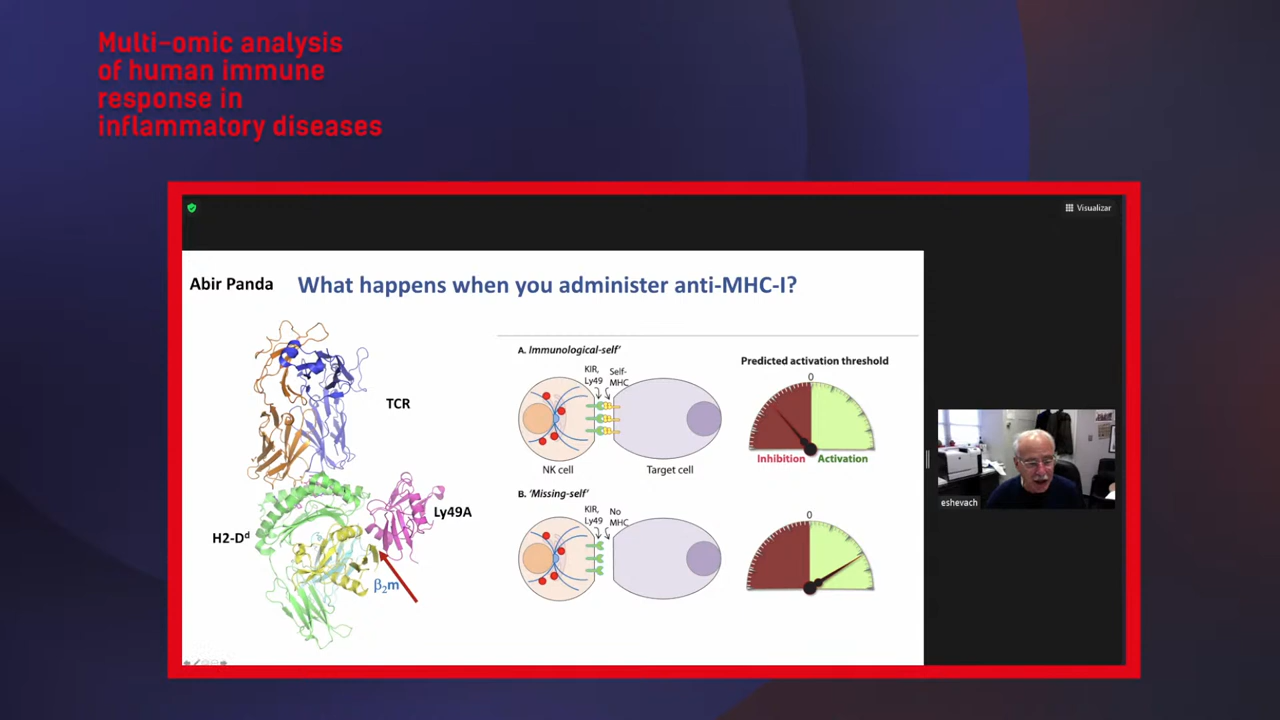 Multi-omic analysis
of human immune
response in
inflammatory diseases
Visualizar
Abir Panda
What happens when you administer anti-MHC-I?
TCR
H2-Dᵈ
Ly49A
β₂m
A. Immunological-self’
KIR,
Ly49
Self-
MHC
NK cell
Target cell
Predicted activation threshold
0
Inhibition
Activation
B. ‘Missing-self’
KIR,
Ly49
No
MHC
0
eshevach